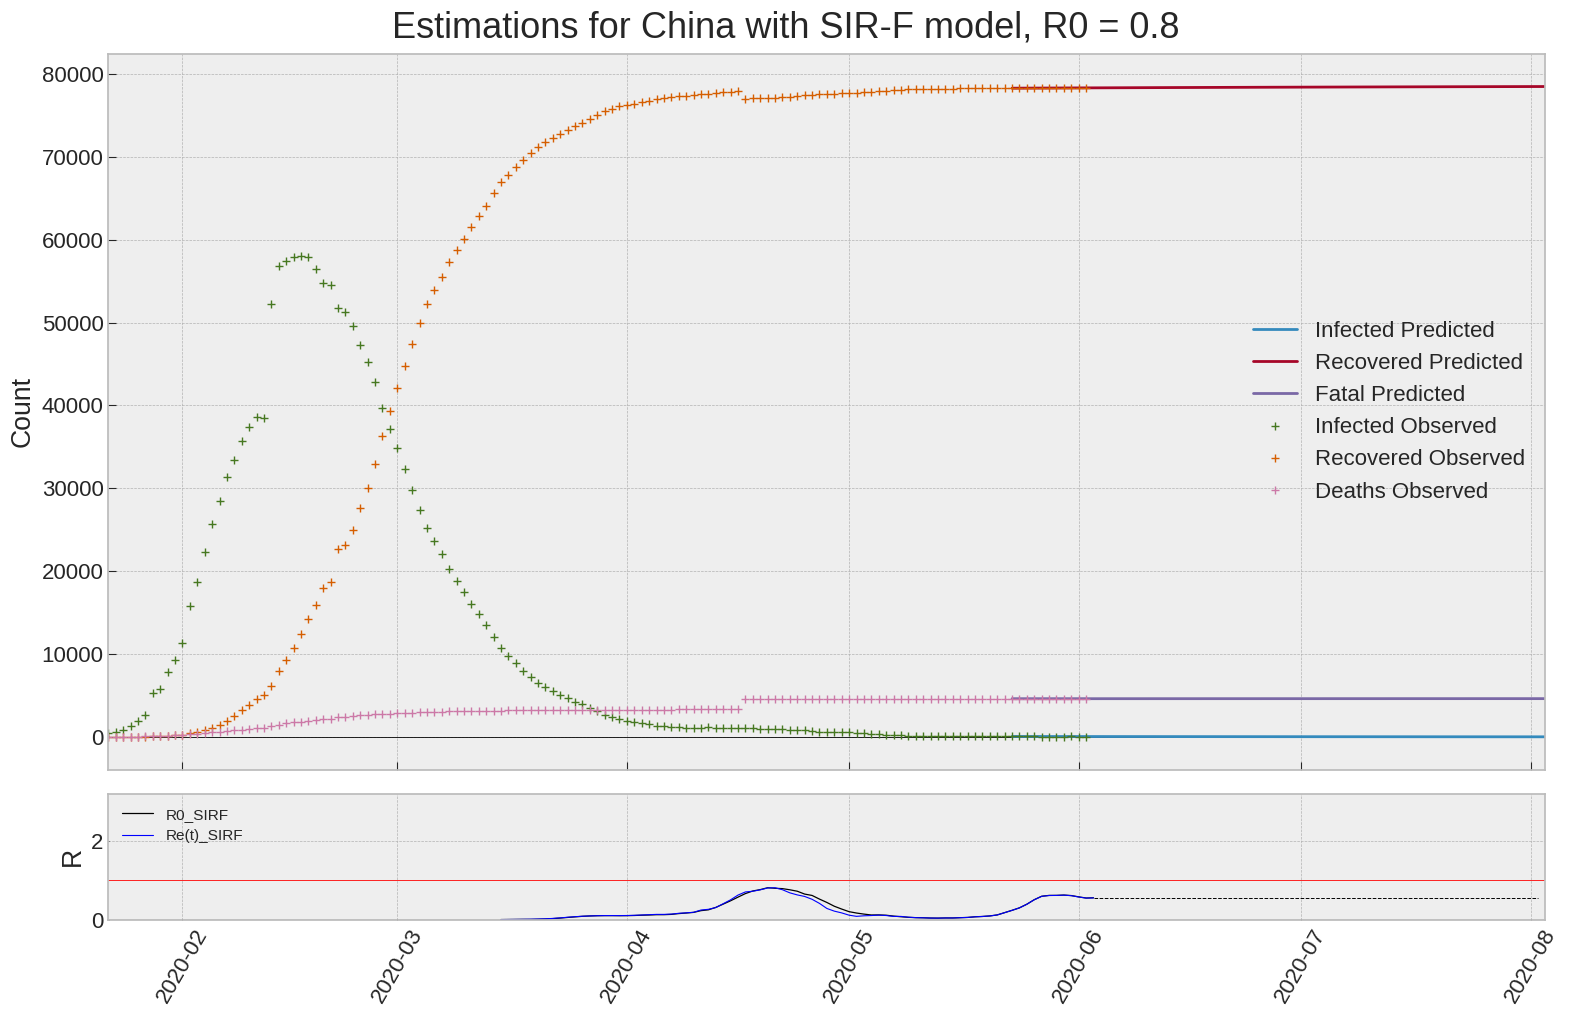 Estimations for China with SIR-F model, R0 = 0.8
80000
70000
60000
50000
40000
30000
20000
10000
0
Count
Infected Predicted
Recovered Predicted
Fatal Predicted
Infected Observed
Recovered Observed
Deaths Observed
R0_SIRF
Re(t)_SIRF
2
0
R
2020-02
2020-03
2020-04
2020-05
2020-06
2020-07
2020-08